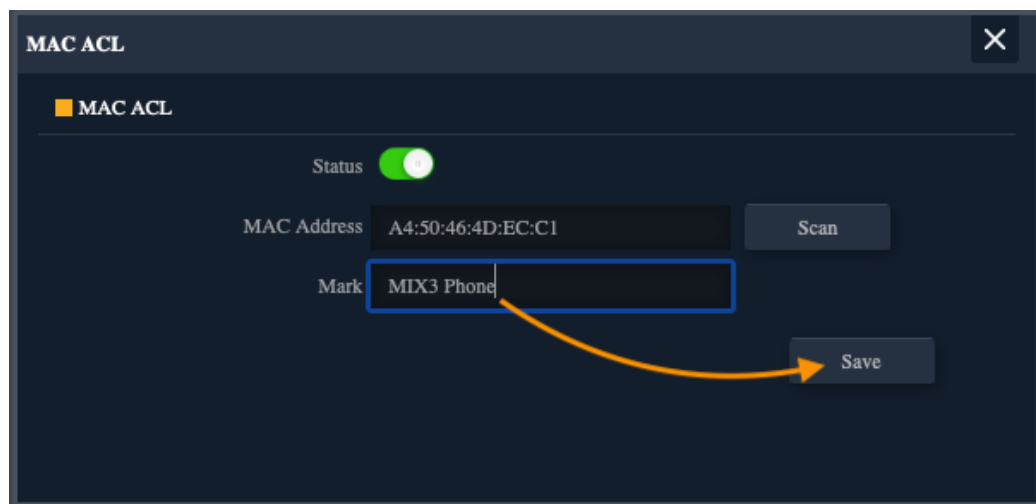 MAC ACL
MAC ACL
Status
MAC Address A4:50:46:4D:EC:C1 Scan
Mark MIX3 Phone
Save